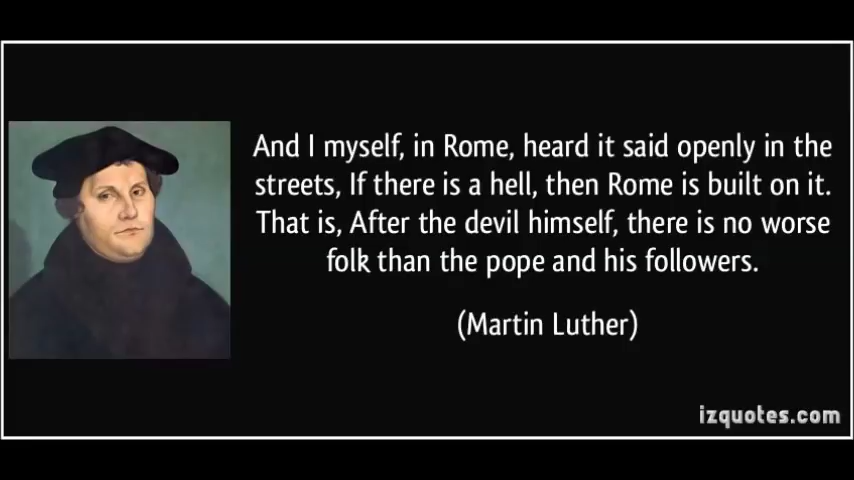 And I myself, in Rome, heard it said openly in the
streets, If there is a hell, then Rome is built on it.
That is, After the devil himself, there is no worse
folk than the pope and his followers.
(Martin Luther)
izquotes.com